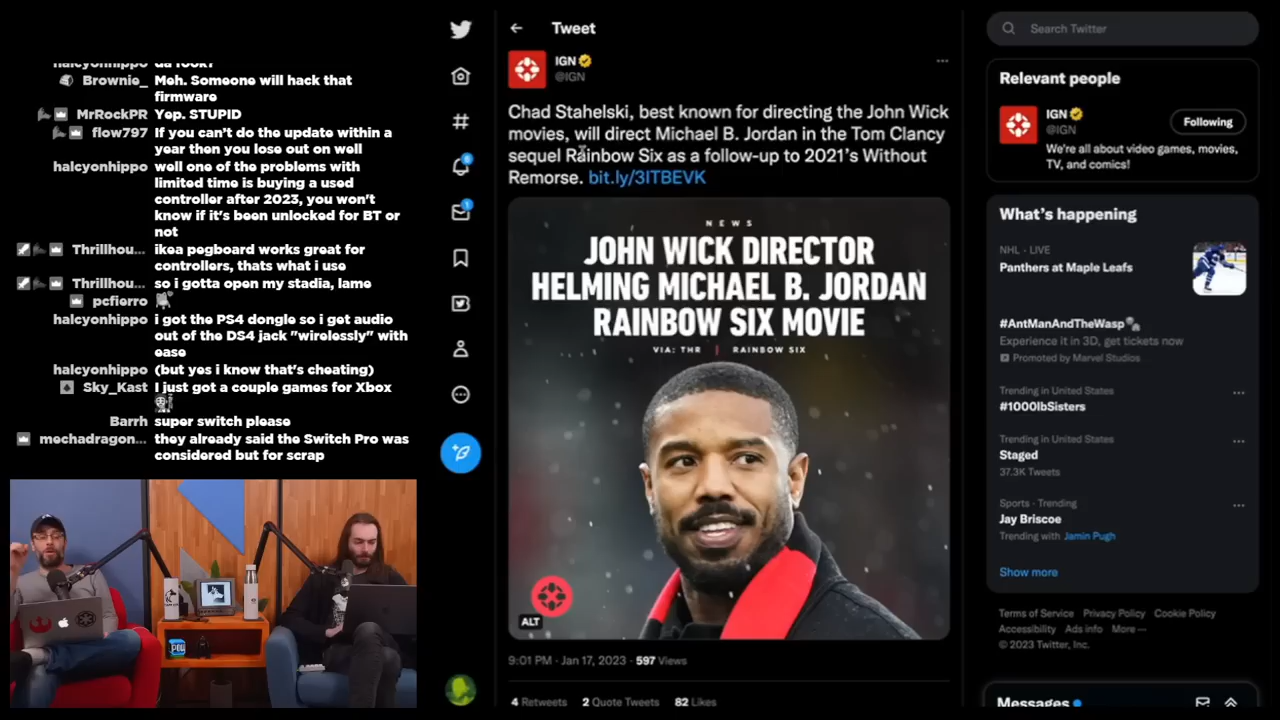 halcyonhippo da fook?
Brownie_ Meh. Someone will hack that
firmware
MrRockPR Yep. STUPID
flow797 If you can't do the update within a
year then you lose out on well
halcyonhippo well one of the problems with
limited time is buying a used
controller after 2023, you won't
know if it's been unlocked for BT or
not
Thrillhou... ikea pegboard works great for
controllers, thats what i use
Thrillhou... so i gotta open my stadia, lame
pcfierro
halcyonhippo i got the PS4 dongle so i get audio
out of the DS4 jack "wirelessly" with
ease
halcyonhippo (but yes i know that's cheating)
Sky_Kast I just got a couple games for Xbox
Barrh super switch please
mechadragon... they already said the Switch Pro was
considered but for scrap
6
1
Tweet
IGN
@IGN
Chad Stahelski, best known for directing the John Wick
movies, will direct Michael B. Jordan in the Tom Clancy
sequel Rainbow Six as a follow-up to 2021's Without
Remorse. bit.ly/3ITBEVK
NEWS
JOHN WICK DIRECTOR
HELMING MICHAEL B. JORDAN
RAINBOW SIX MOVIE
VIA: THR | RAINBOW SIX
ALT
9:01 PM · Jan 17, 2023 · 597 Views
4 Retweets 2 Quote Tweets 82 Likes
Search Twitter
Relevant people
IGN
@IGN
Following
We're all about video games, movies,
TV, and comics!
What's happening
NHL · LIVE
Panthers at Maple Leafs
#AntManAndTheWasp
Experience it in 3D, get tickets now
Promoted by Marvel Studios
Trending in United States
#1000lbSisters
Trending in United States
Staged
37.3K Tweets
Sports · Trending
Jay Briscoe
Trending with Jamin Pugh
Show more
Terms of Service Privacy Policy Cookie Policy
Accessibility Ads info More
© 2023 Twitter, Inc.
Messages